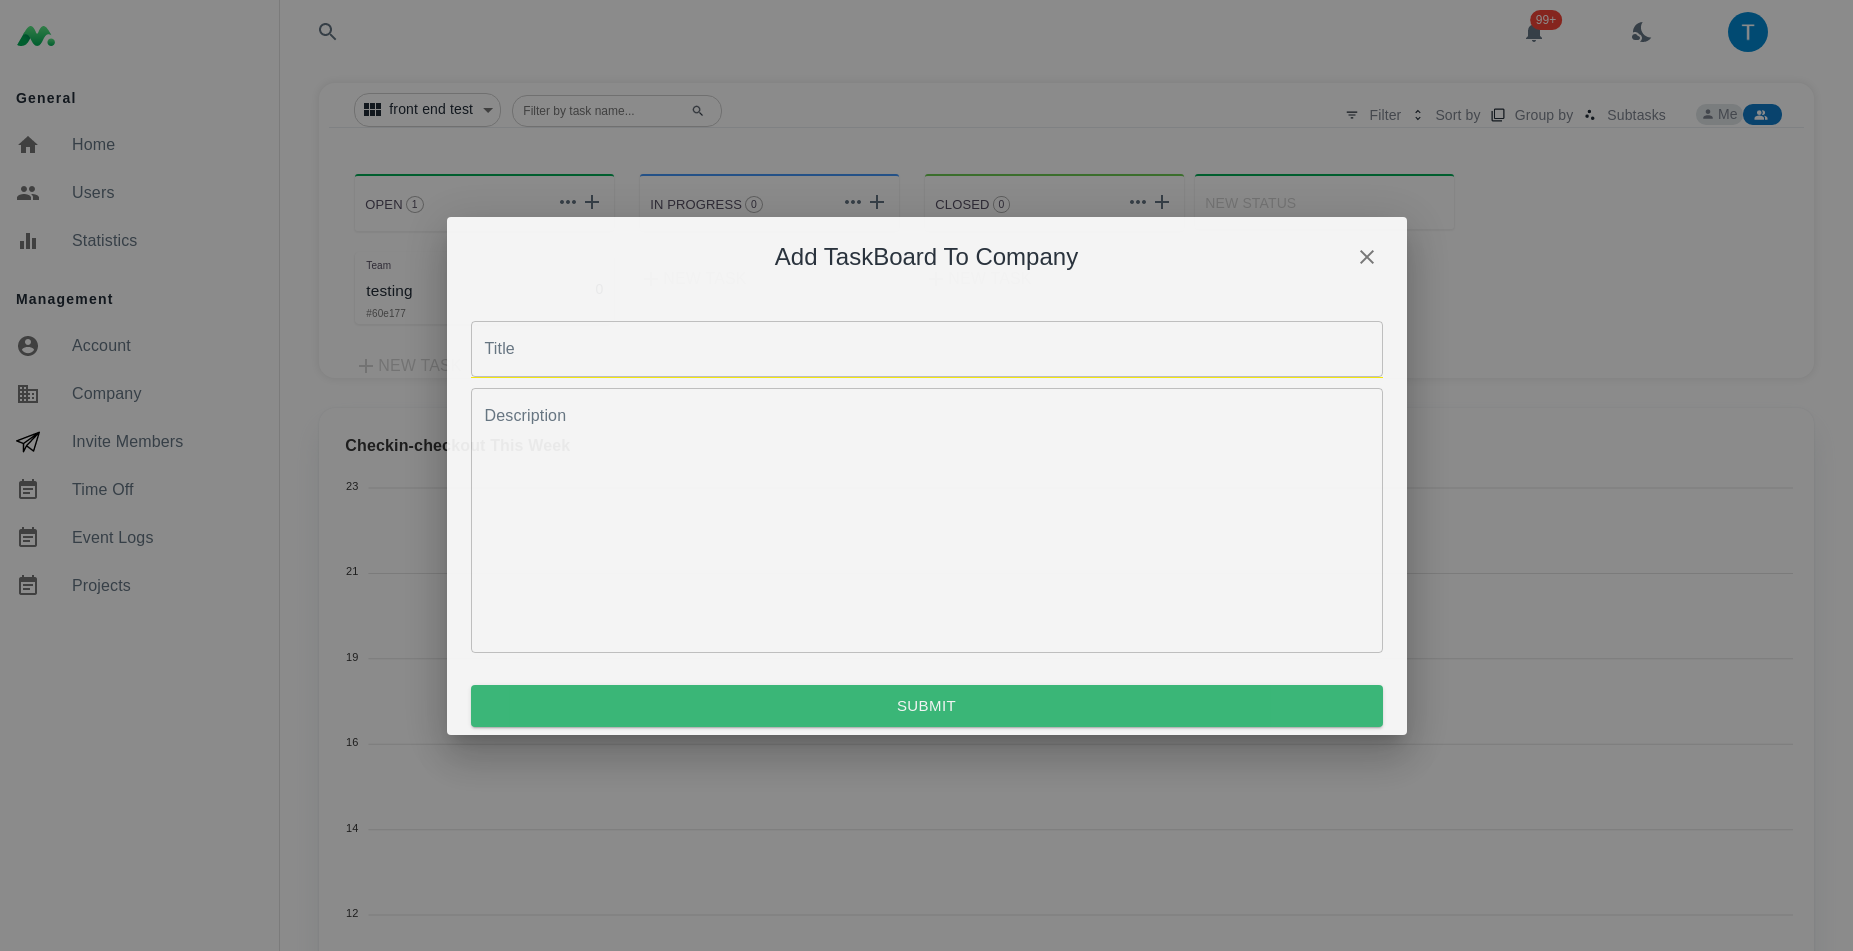 99+
T
General
Home
Users
Statistics
Management
Account
Company
Invite Members
Time Off
Event Logs
Projects
front end test
Filter by task name...
Filter
Sort by
Group by
Subtasks
Me
OPEN 1
IN PROGRESS 0
CLOSED 0
NEW STATUS
Team
testing
0
#60e177
NEW TAS
Add TaskBoard To Company
Title
Description
SUBMIT
Checkin-checkout This Week
23
21
19
16
14
12